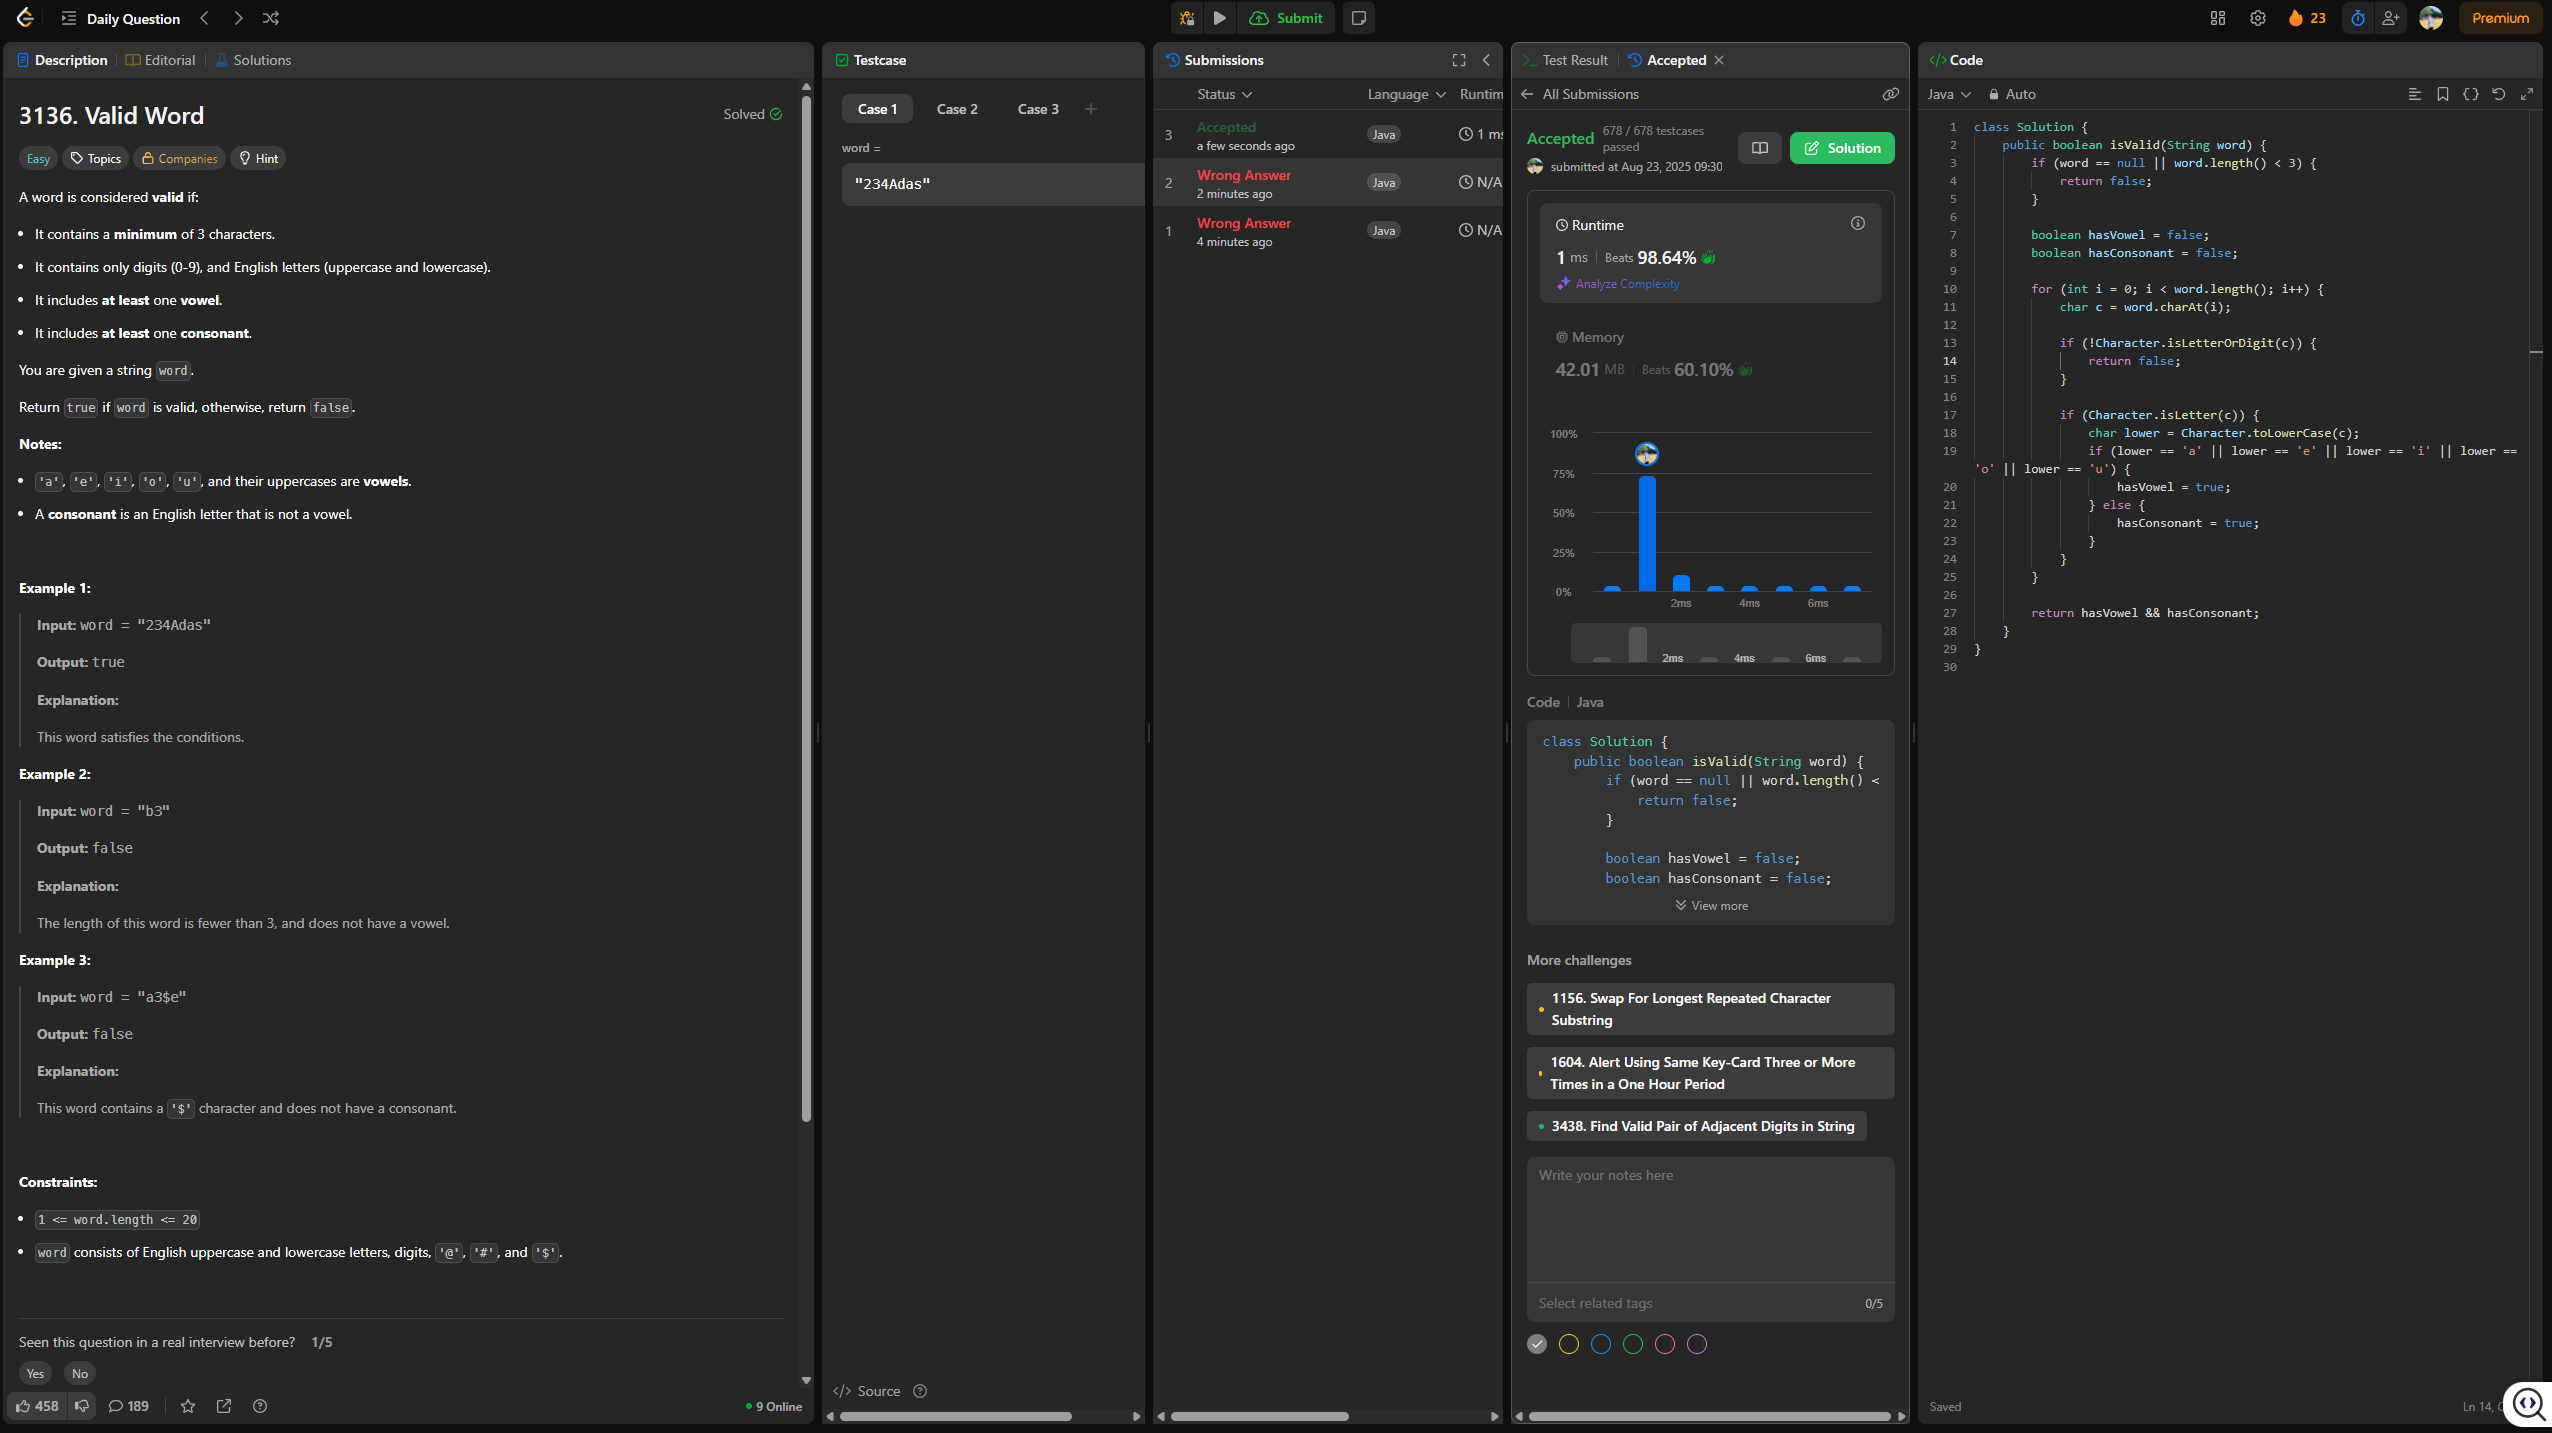 Daily Question
Submit
23
Premium
Description
Editorial
Solutions
3136. Valid Word
Solved
Easy
Topics
Companies
Hint
A word is considered valid if:
It contains a minimum of 3 characters.
It contains only digits (0-9), and English letters (uppercase and lowercase).
It includes at least one vowel.
It includes at least one consonant.
You are given a string word.
Return true if word is valid, otherwise, return false.
Notes:
'a', 'e', 'i', 'o', 'u', and their uppercases are vowels.
A consonant is an English letter that is not a vowel.
Example 1:
Input: word = "234Adas"
Output: true
Explanation:
This word satisfies the conditions.
Example 2:
Input: word = "b3"
Output: false
Explanation:
The length of this word is fewer than 3, and does not have a vowel.
Example 3:
Input: word = "a3$e"
Output: false
Explanation:
This word contains a '$' character and does not have a consonant.
Constraints:
1 <= word.length <= 20
word consists of English uppercase and lowercase letters, digits, '@', '#', and '$'.
Seen this question in a real interview before? 1/5
Yes No
458
189
9 Online
Testcase
Case 1 Case 2 Case 3
word =
"234Adas"
</> Source
Submissions
Status Language Runtim
3 Accepted Java 1 ms
a few seconds ago
2 Wrong Answer Java N/A
2 minutes ago
1 Wrong Answer Java N/A
4 minutes ago
Test Result
Accepted
All Submissions
Accepted 678 / 678 testcases passed
Solution
submitted at Aug 23, 2025 09:30
Runtime
1 ms Beats 98.64%
Analyze Complexity
Memory
42.01 MB Beats 60.10%
100%
75%
50%
25%
0%
2ms 4ms 6ms
2ms 4ms 6ms
Code Java
class Solution {
public boolean isValid(String word) {
if (word == null || word.length() <
return false;
}
boolean hasVowel = false;
boolean hasConsonant = false;
View more
More challenges
1156. Swap For Longest Repeated Character
Substring
1604. Alert Using Same Key-Card Three or More
Times in a One Hour Period
3438. Find Valid Pair of Adjacent Digits in String
Write your notes here
Select related tags 0/5
</> Code
Java Auto
1 class Solution {
2 public boolean isValid(String word) {
3 if (word == null || word.length() < 3) {
4 return false;
5 }
6
7 boolean hasVowel = false;
8 boolean hasConsonant = false;
9
10 for (int i = 0; i < word.length(); i++) {
11 char c = word.charAt(i);
12
13 if (!Character.isLetterOrDigit(c)) {
14 return false;
15 }
16
17 if (Character.isLetter(c)) {
18 char lower = Character.toLowerCase(c);
19 if (lower == 'a' || lower == 'e' || lower == 'i' || lower ==
'o' || lower == 'u') {
20 hasVowel = true;
21 } else {
22 hasConsonant = true;
23 }
24 }
25 }
26
27 return hasVowel && hasConsonant;
28 }
29 }
30
Saved
Ln 14,